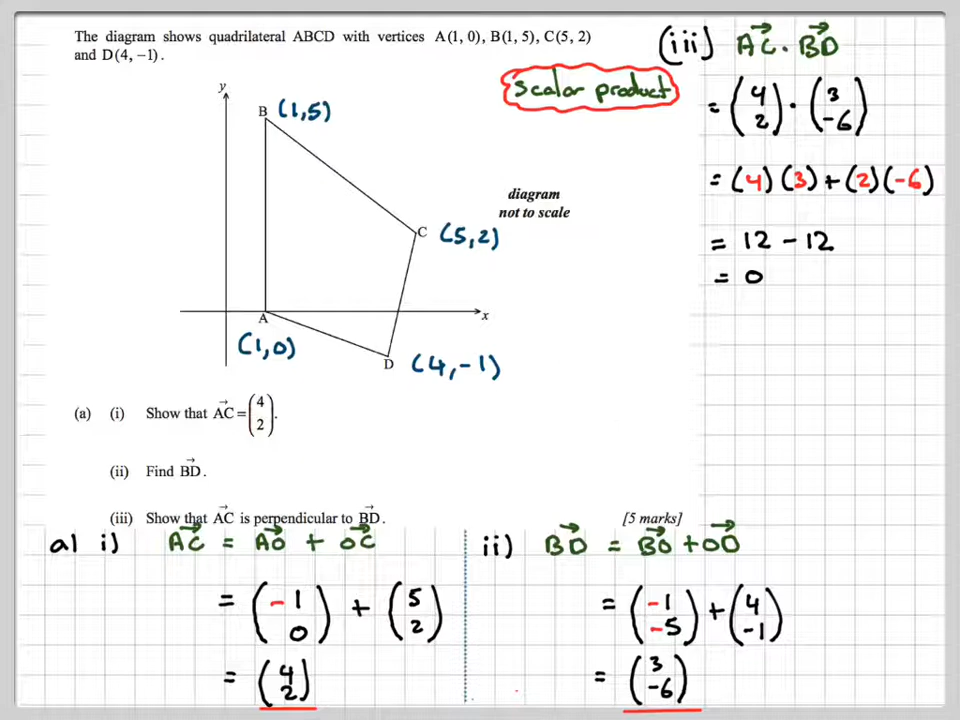 The diagram shows quadrilateral ABCD with vertices A(1, 0), B(1, 5), C(5, 2)
and D(4, −1).
y
B (1,5)
C (5,2)
diagram
not to scale
x
A
(1,0)
D (4,-1)
scalar product
(a) (i) Show that AC⃗ = (4 2).
(ii) Find BD⃗.
(iii) Show that AC⃗ is perpendicular to BD⃗.
[5 marks]
a) i) AC⃗ = AO⃗ + OC⃗
= (-1 0) + (5 2)
= (4 2)
ii) BD⃗ = BO⃗ + OD⃗
= (-1 -5) + (4 -1)
= (3 -6)
(iii) AC⃗ . BD⃗
= (4 2) · (3 -6)
= (4)(3) + (2)(-6)
= 12 - 12
= 0